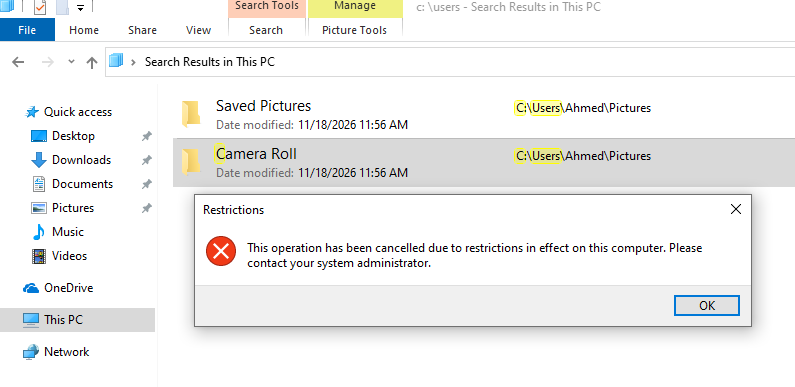 Search Tools
Manage
c: \users - Search Results in This PC
File
Home
Share
View
Search
Picture Tools
Search Results in This PC
Quick access
Desktop
Downloads
Documents
Pictures
Music
Videos
OneDrive
This PC
Network
Saved Pictures
C:\Users\Ahmed\Pictures
Date modified: 11/18/2026 11:56 AM
Camera Roll
C:\Users\Ahmed\Pictures
Date modified: 11/18/2026 11:56 AM
Restrictions
This operation has been cancelled due to restrictions in effect on this computer. Please
contact your system administrator.
OK